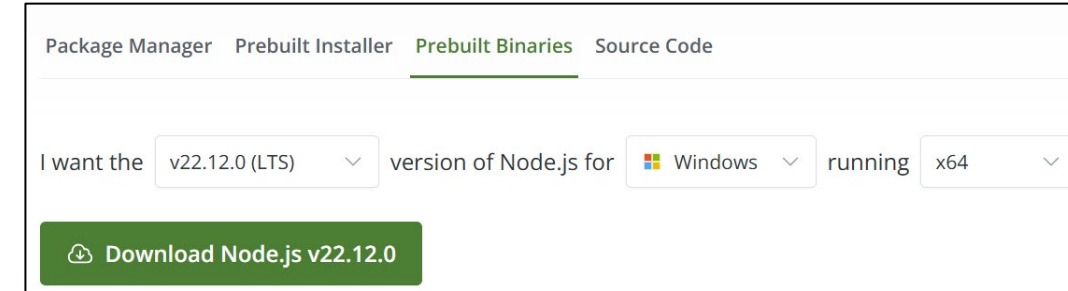 Package Manager Prebuilt Installer Prebuilt Binaries Source Code
I want the v22.12.0 (LTS) version of Node.js for Windows running x64
Download Node.js v22.12.0